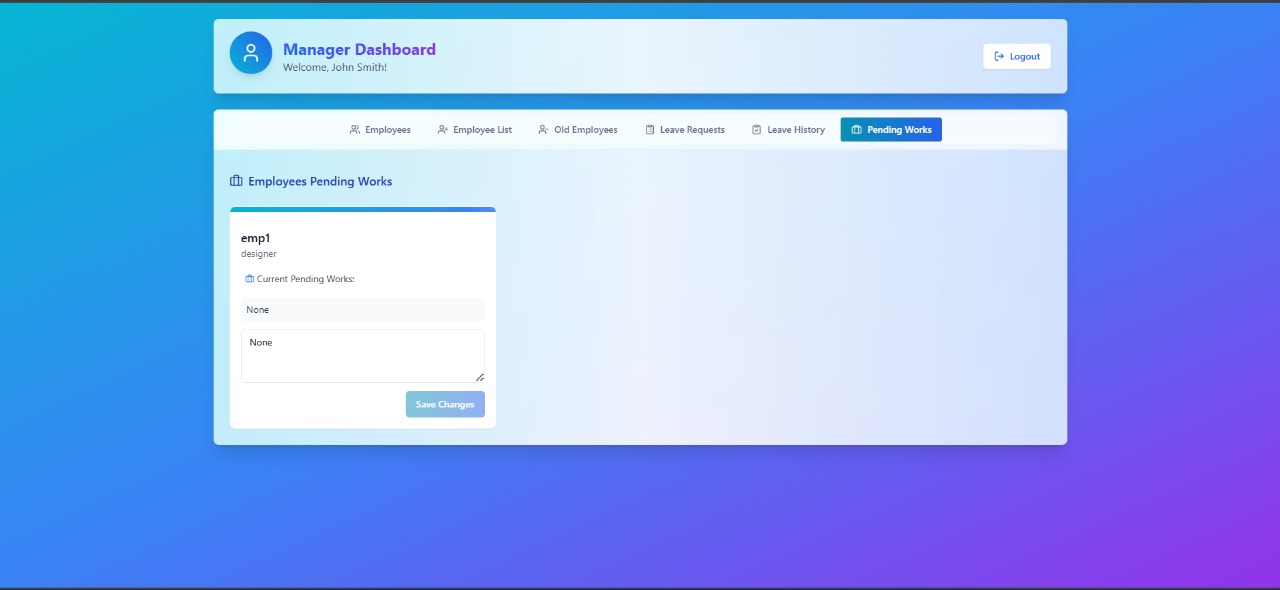 Manager Dashboard
Welcome, John Smith!
Logout
Employees
Employee List
Old Employees
Leave Requests
Leave History
Pending Works
Employees Pending Works
emp1
designer
Current Pending Works:
None
None
Save Changes